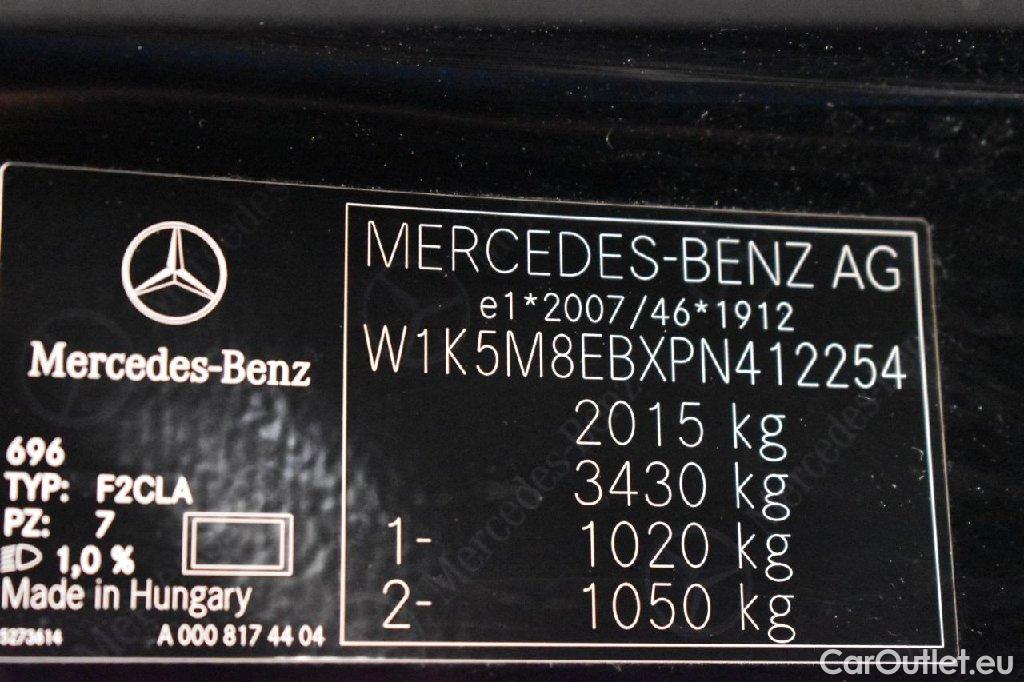 Mercedes-Benz
696
TYP: F2CLA
PZ: 7
1,0 %
Made in Hungary
5273614
A 000 817 44 04
MERCEDES-BENZ AG
e1*2007/46*1912
W1K5M8EBXPN412254
2015 kg
3430 kg
1- 1020 kg
2- 1050 kg
CarOutlet.eu